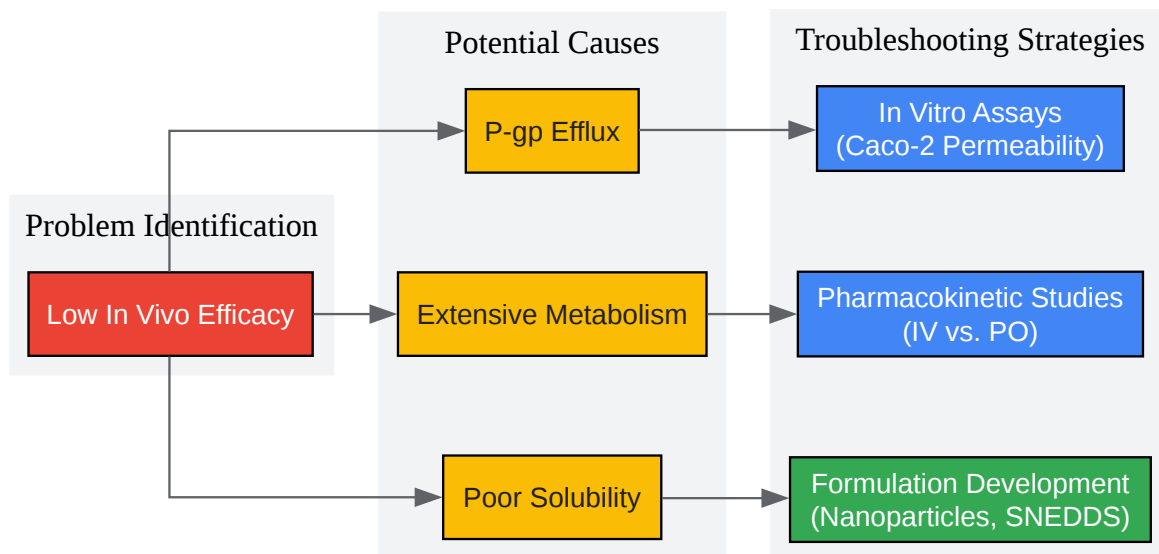 Potential Causes
Troubleshooting Strategies
P-gp Efflux
In Vitro Assays
(Caco-2 Permeability)
Problem Identification
Low In Vivo Efficacy
Extensive Metabolism
Pharmacokinetic Studies
(IV vs. PO)
Poor Solubility
Formulation Development
(Nanoparticles, SNEDDS)